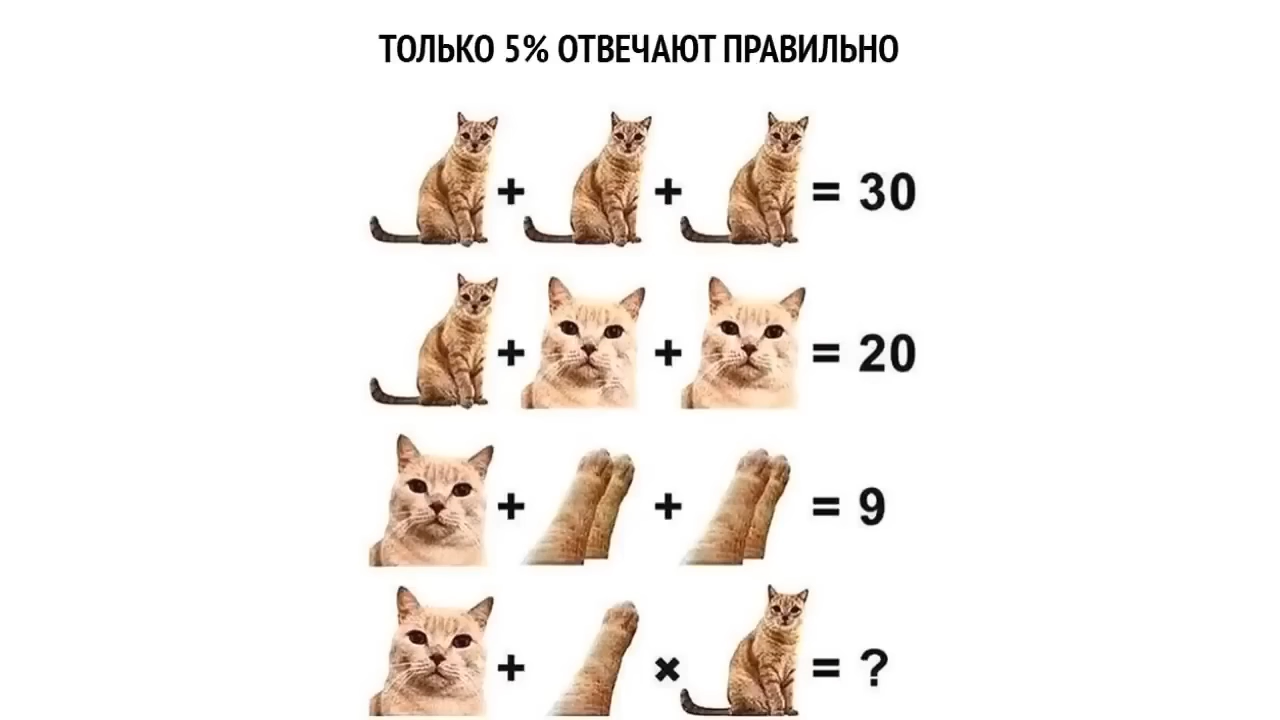 ТОЛЬКО 5% ОТВЕЧАЮТ ПРАВИЛЬНО
+ + = 30
+ + = 20
+ + = 9
+ × = ?